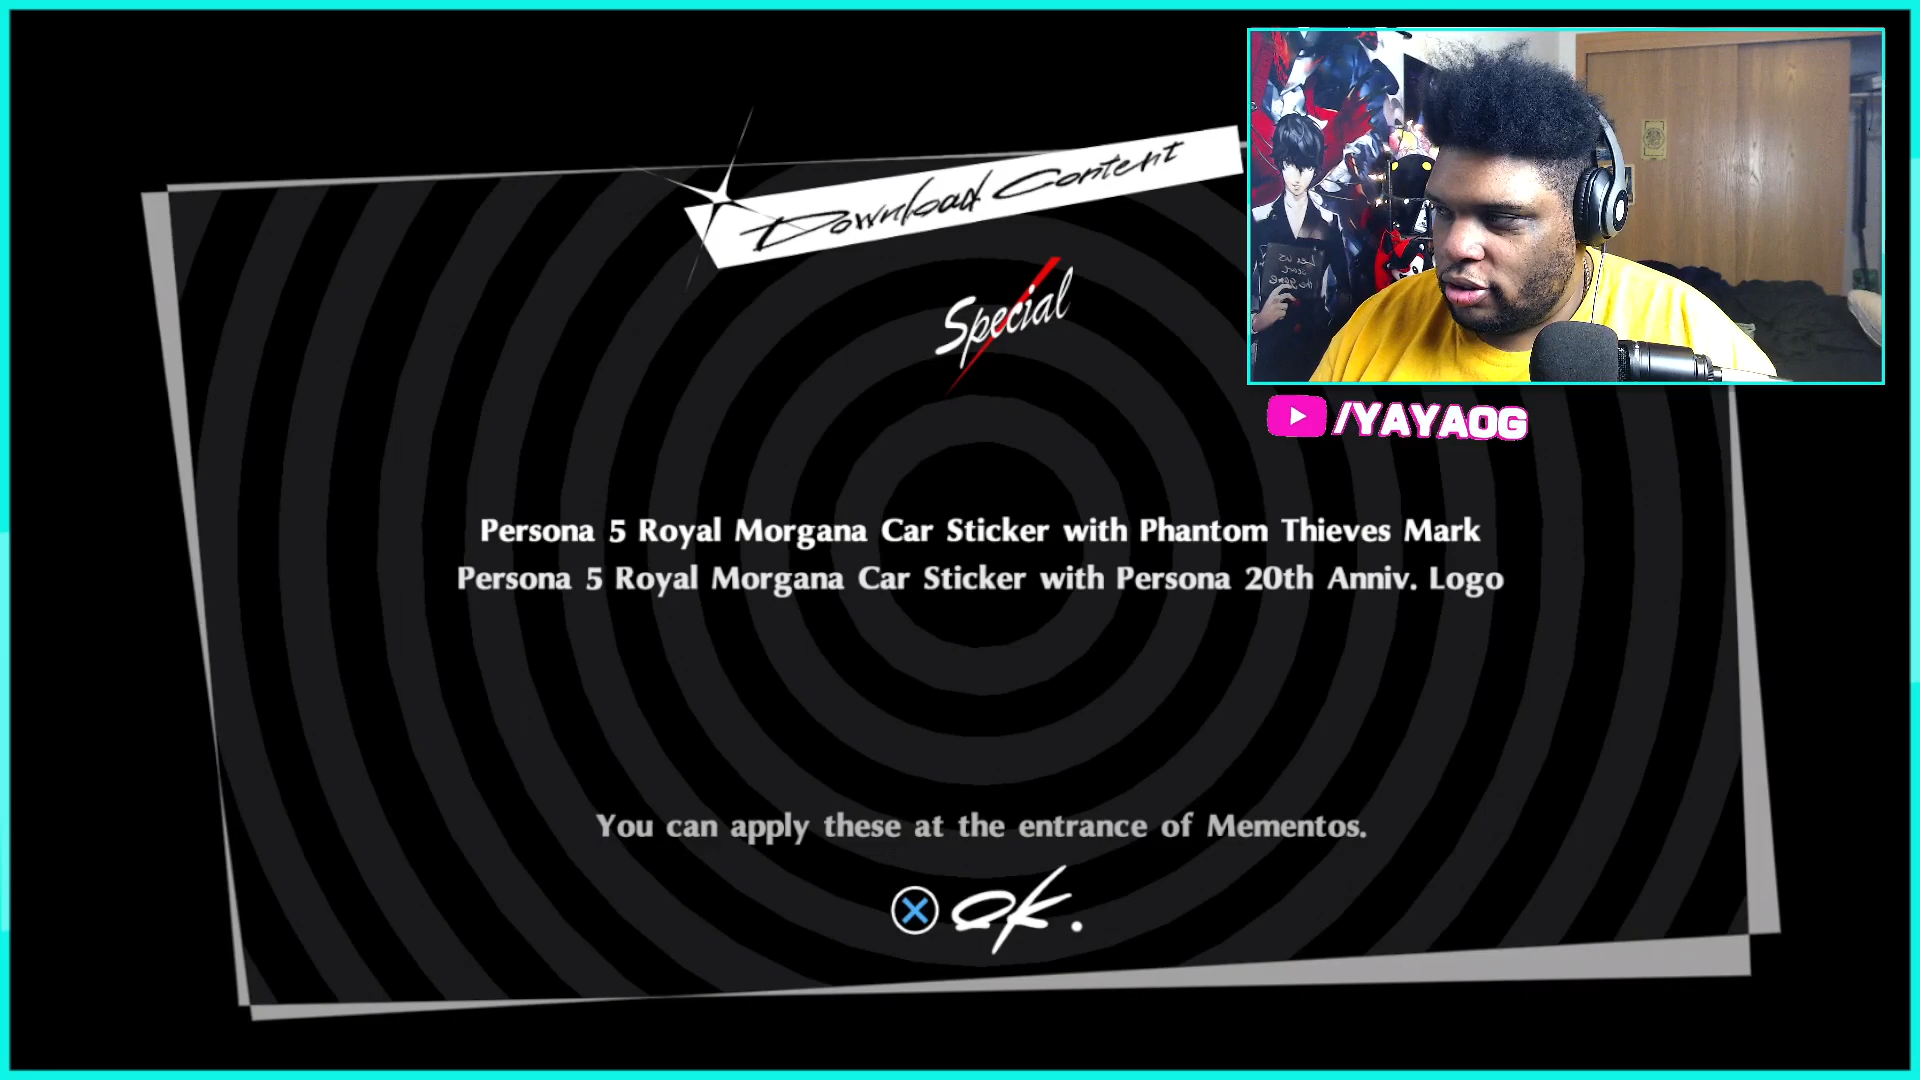 Download Content
Special
/YAYAOG
Persona 5 Royal Morgana Car Sticker with Phantom Thieves Mark
Persona 5 Royal Morgana Car Sticker with Persona 20th Anniv. Logo
You can apply these at the entrance of Mementos.
OK.